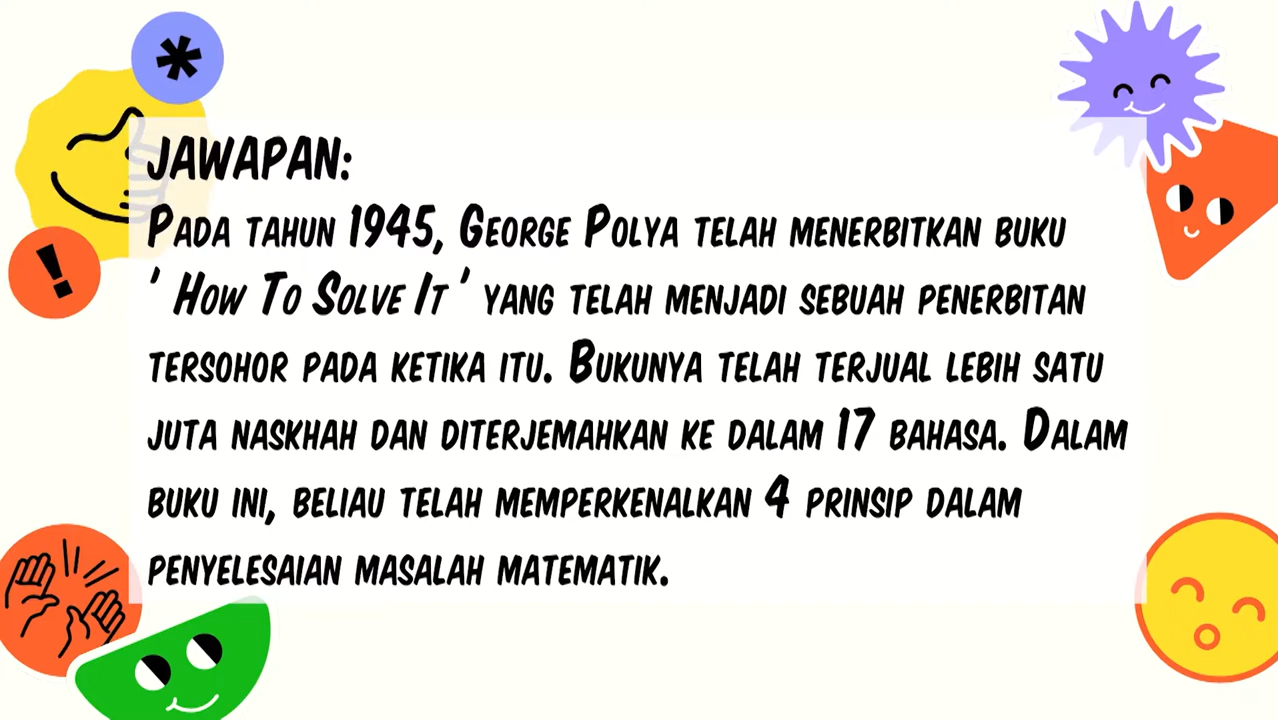 JAWAPAN:
PADA TAHUN 1945, GEORGE POLYA TELAH MENERBITKAN BUKU
' HOW TO SOLVE IT ' YANG TELAH MENJADI SEBUAH PENERBITAN
TERSOHOR PADA KETIKA ITU. BUKUNYA TELAH TERJUAL LEBIH SATU
JUTA NASKHAH DAN DITERJEMAHKAN KE DALAM 17 BAHASA. DALAM
BUKU INI, BELIAU TELAH MEMPERKENALKAN 4 PRINSIP DALAM
PENYELESAIAN MASALAH MATEMATIK.